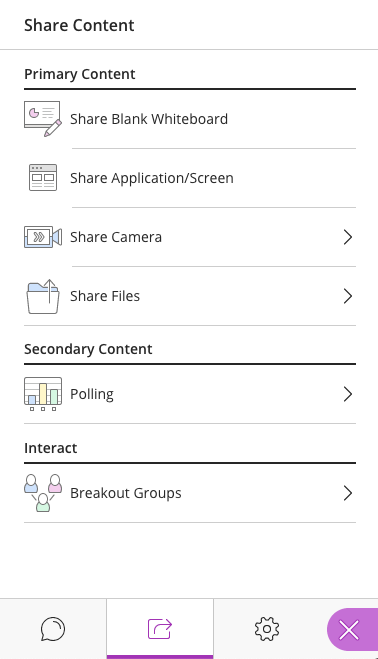 Share Content
Primary Content
Share Blank Whiteboard
Share Application/Screen
Share Camera
Share Files
Secondary Content
Polling
Interact
Breakout Groups